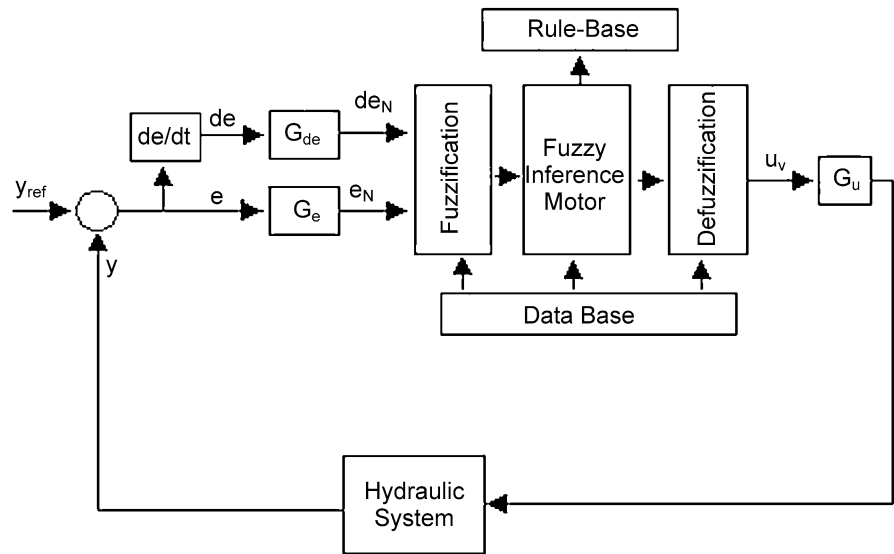 Rule-Base
de_N
de
de/dt
G_de
Fuzzification
Fuzzy
Inference
Motor
Defuzzification
u_v
G_u
y_ref
e
G_e
e_N
y
Data Base
Hydraulic
System